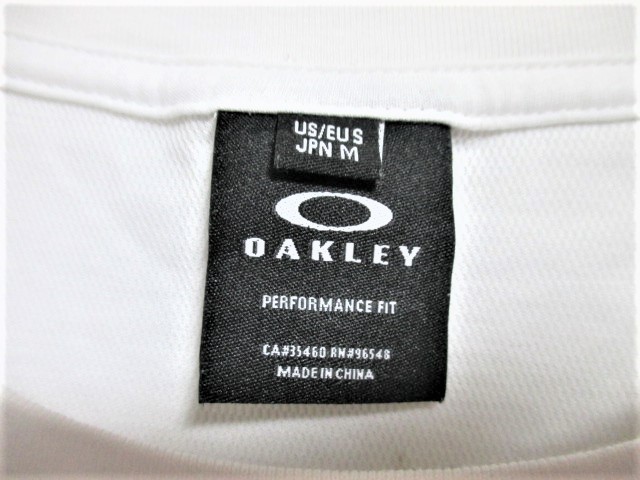 US/EU S
JPN M
OAKLEY
PERFORMANCE FIT
CA#35460 RN#96548
MADE IN CHINA